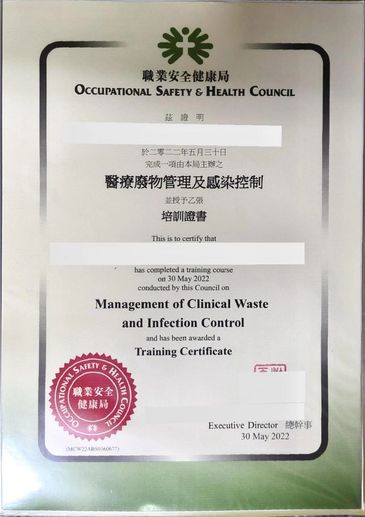 職業安全健康局
OCCUPATIONAL SAFETY & HEALTH COUNCIL
茲 證 明
於二零二二年五月三十日
完成一項由本局主辦之
醫療廢物管理及感染控制
並授予乙張
培訓證書
This is to certify that
has completed a training course
on 30 May 2022
conducted by this Council on
Management of Clinical Waste
and Infection Control
and has been awarded a
Training Certificate
OCCUPATIONAL SAFETY & HEALTH COUNCIL
職業安全
健康局
Executive Director 總幹事
30 May 2022